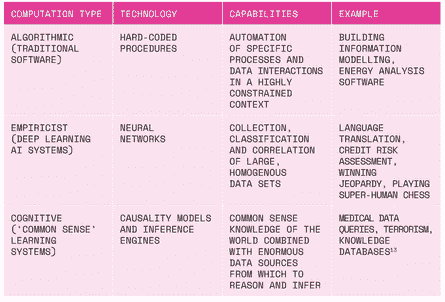 COMPUTATION TYPE
TECHNOLOGY
CAPABILITIES
EXAMPLE
ALGORITHMIC
(TRADITIONAL
SOFTWARE)
HARD-CODED
PROCEDURES
AUTOMATION
OF SPECIFIC
PROCESSES AND
DATA INTERACTIONS
IN A HIGHLY
CONSTRAINED
CONTEXT
BUILDING
INFORMATION
MODELLING,
ENERGY ANALYSIS
SOFTWARE
EMPIRICIST
(DEEP LEARNING
AI SYSTEMS)
NEURAL
NETWORKS
COLLECTION,
CLASSIFICATION
AND CORRELATION
OF LARGE,
HOMOGENOUS
DATA SETS
LANGUAGE
TRANSLATION,
CREDIT RISK
ASSESSMENT,
WINNING
JEOPARDY, PLAYING
SUPER-HUMAN CHESS
COGNITIVE
('COMMON SENSE'
LEARNING
SYSTEMS)
CAUSALITY MODELS
AND INFERENCE
ENGINES
COMMON SENSE
KNOWLEDGE OF THE
WORLD COMBINED
WITH ENORMOUS
DATA SOURCES
FROM WHICH TO
REASON AND INFER
MEDICAL DATA
QUERIES, TERRORISM,
KNOWLEDGE
DATABASES¹³